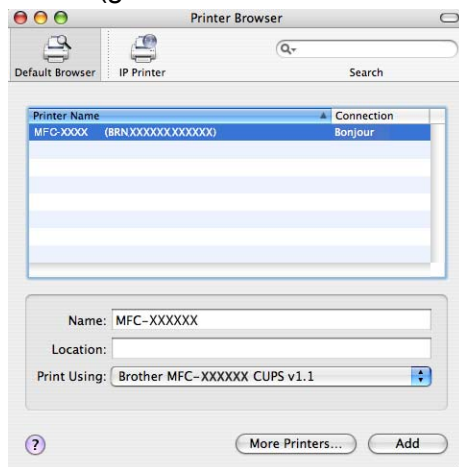 (g
Printer Browser
Default Browser IP Printer Search
Printer Name Connection
MFC-XXXX (BRNXXXXXXXXXXXX) Bonjour
Name: MFC-XXXXXX
Location:
Print Using: Brother MFC-XXXXXX CUPS v1.1
? More Printers... Add